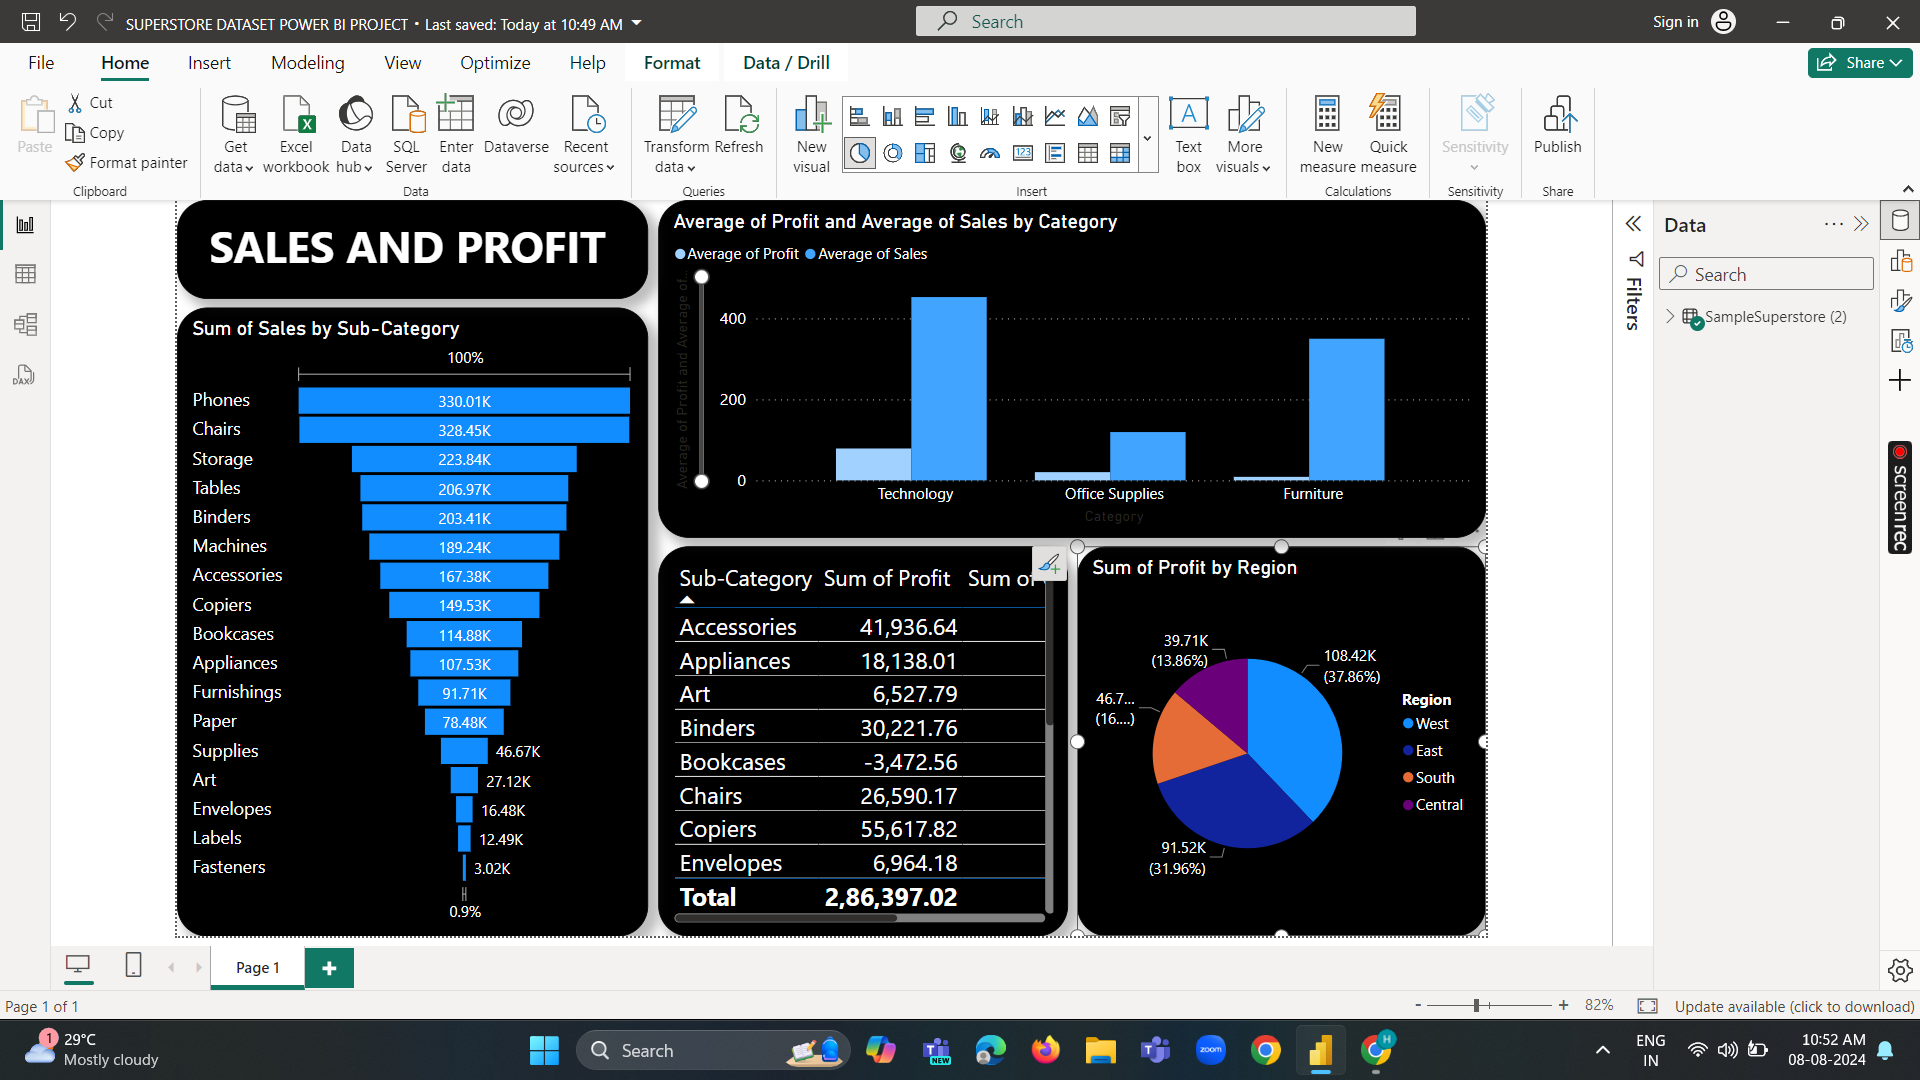 SUPERSTORE DATASET POWER BI PROJECT • Last saved: Today at 10:49 AM
Search
Sign in
File
Home
Insert
Modeling
View
Optimize
Help
Format
Data / Drill
Share
Paste
Cut
Copy
Format painter
Clipboard
Get data
Excel workbook
Data hub
SQL Server
Enter data
Dataverse
Recent sources
Data
Transform data
Refresh
Queries
New visual
Text box
More visuals
Insert
New measure
Quick measure
Calculations
Sensitivity
Sensitivity
Publish
Share
SALES AND PROFIT
Sum of Sales by Sub-Category
100%
Phones 330.01K
Chairs 328.45K
Storage 223.84K
Tables 206.97K
Binders 203.41K
Machines 189.24K
Accessories 167.38K
Copiers 149.53K
Bookcases 114.88K
Appliances 107.53K
Furnishings 91.71K
Paper 78.48K
Supplies 46.67K
Art 27.12K
Envelopes 16.48K
Labels 12.49K
Fasteners 3.02K
0.9%
Average of Profit and Average of Sales by Category
Average of Profit Average of Sales
Average of Profit and Average of...
400
200
0
Technology Office Supplies Furniture
Category
Sub-Category Sum of Profit Sum of
Accessories 41,936.64
Appliances 18,138.01
Art 6,527.79
Binders 30,221.76
Bookcases -3,472.56
Chairs 26,590.17
Copiers 55,617.82
Envelopes 6,964.18
Total 2,86,397.02
Sum of Profit by Region
39.71K
(13.86%)
108.42K
(37.86%)
46.7...
(16....)
91.52K
(31.96%)
Region
West
East
South
Central
Filters
Data
Search
SampleSuperstore (2)
screenrec
DAX
Page 1
Page 1 of 1
82%
Update available (click to download)
1
29°C
Mostly cloudy
Search
NEW
zoom
H
ENG
IN
10:52 AM
08-08-2024